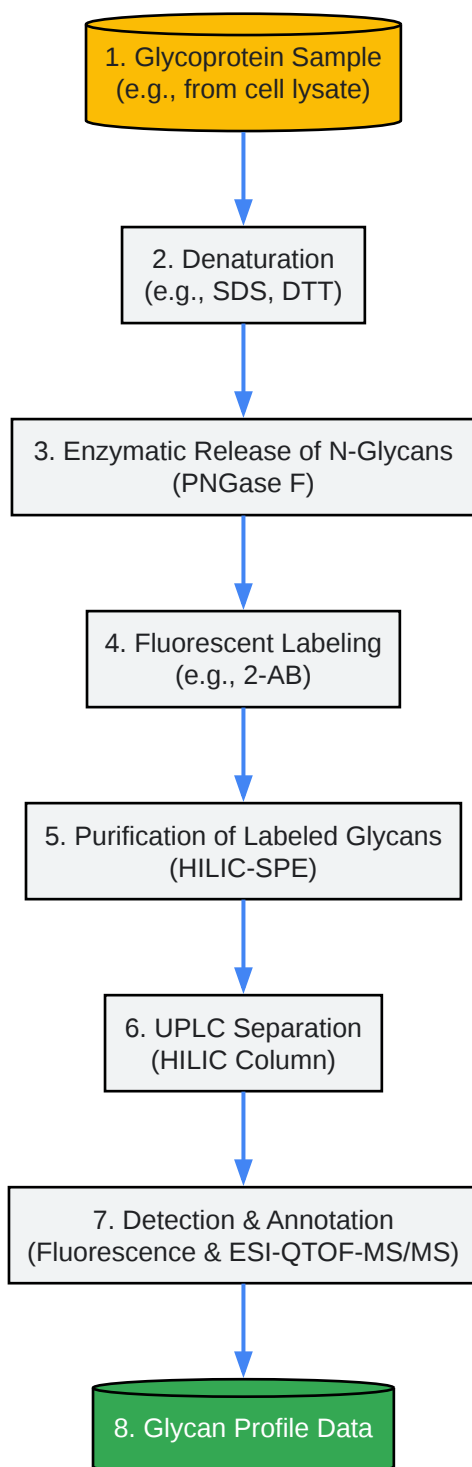 1. Glycoprotein Sample
(e.g., from cell lysate)
2. Denaturation
(e.g., SDS, DTT)
3. Enzymatic Release of N-Glycans
(PNGase F)
4. Fluorescent Labeling
(e.g., 2-AB)
5. Purification of Labeled Glycans
(HILIC-SPE)
6. UPLC Separation
(HILIC Column)
7. Detection & Annotation
(Fluorescence & ESI-QTOF-MS/MS)
8. Glycan Profile Data